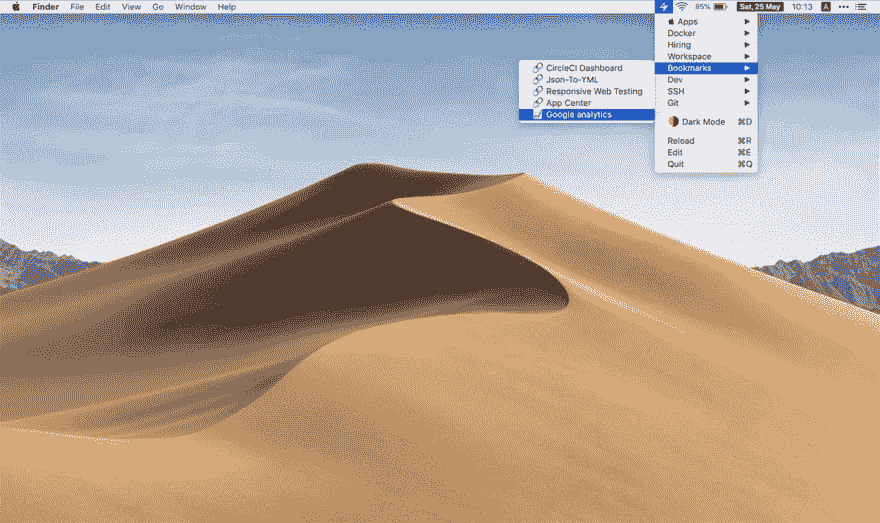 Finder File Edit View Go Window Help 85% Sat, 25 May 10:13 A
Apps
Docker
Hiring
Workspace
Bookmarks
CircleCI Dashboard
Json-To-YML
Responsive Web Testing
App Center
Google analytics
Dev
SSH
Git
Dark Mode ⌘D
Reload ⌘R
Edit ⌘E
Quit ⌘Q